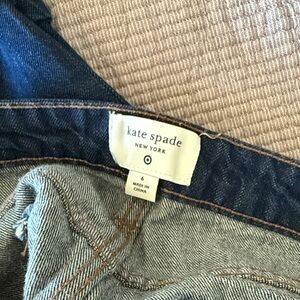 kate spade
NEW YORK
6
MADE IN
CHINA